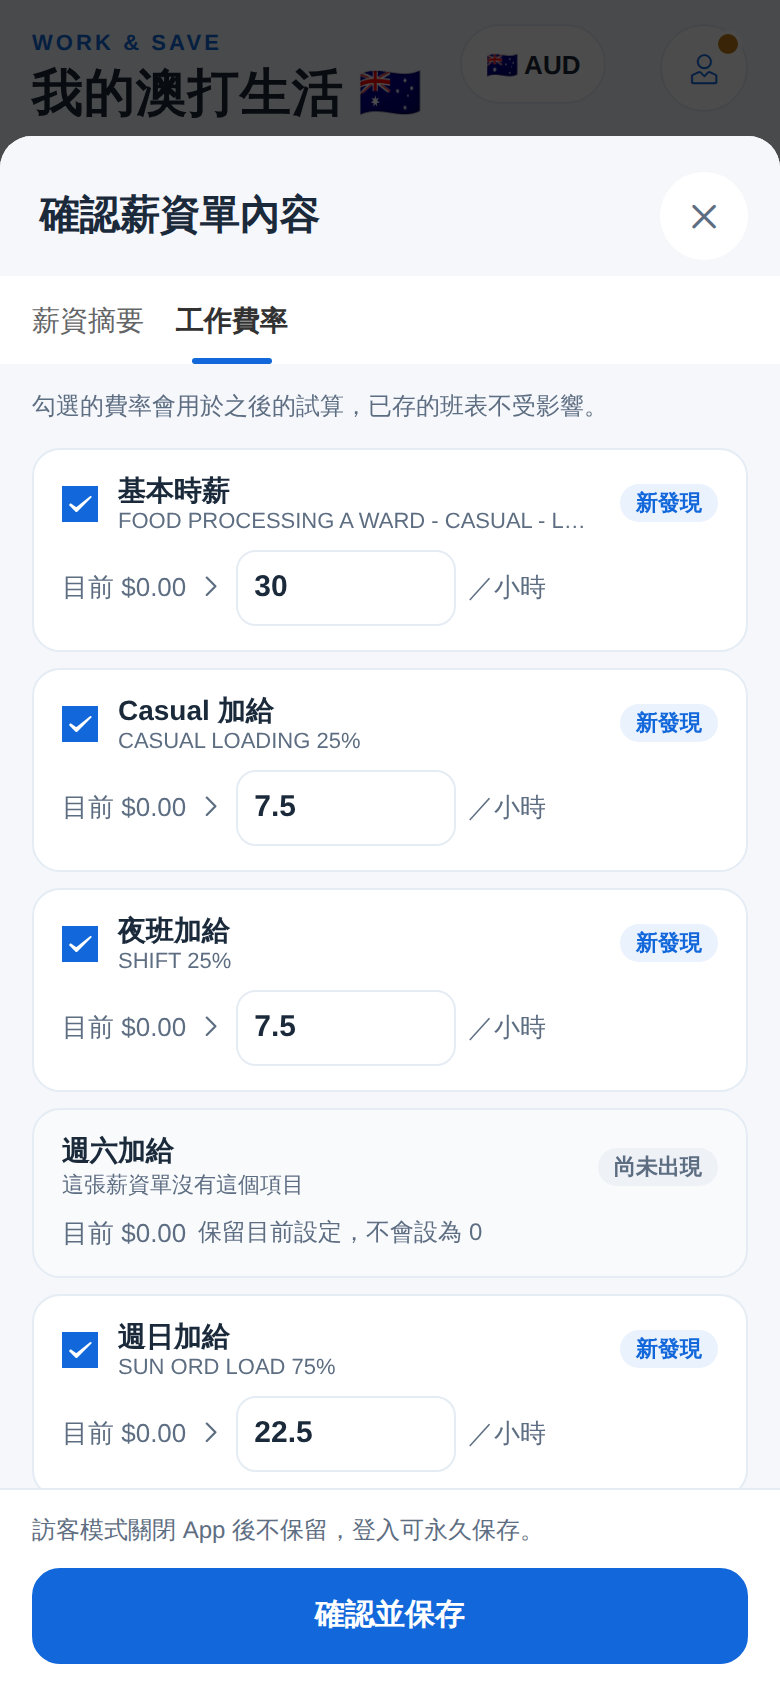 WORK & SAVE
我的澳打生活 🇦🇺
🇦🇺 AUD
確認薪資單內容
薪資摘要 工作費率
勾選的費率會用於之後的試算，已存的班表不受影響。
基本時薪
FOOD PROCESSING A WARD - CASUAL - L…
新發現
目前 $0.00 > 30 ／小時
Casual 加給
CASUAL LOADING 25%
新發現
目前 $0.00 > 7.5 ／小時
夜班加給
SHIFT 25%
新發現
目前 $0.00 > 7.5 ／小時
週六加給
這張薪資單沒有這個項目
尚未出現
目前 $0.00 保留目前設定，不會設為 0
週日加給
SUN ORD LOAD 75%
新發現
目前 $0.00 > 22.5 ／小時
訪客模式關閉 App 後不保留，登入可永久保存。
確認並保存